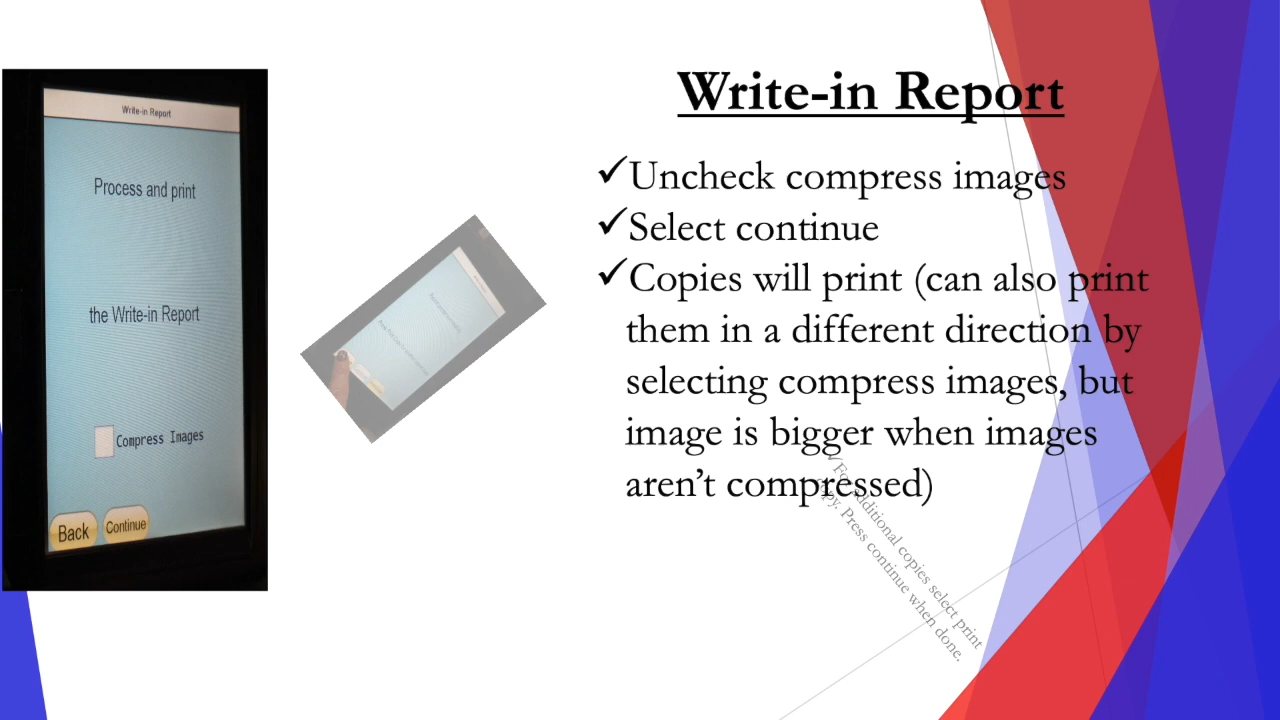 Write-in Report
Process and print
the Write-in Report
Compress Images
Back
Continue
Write-in Report
✓Uncheck compress images
✓Select continue
✓Copies will print (can also print
them in a different direction by
selecting compress images, but
image is bigger when images
aren’t compressed)
✓For additional copies select print
copy. Press continue when done.